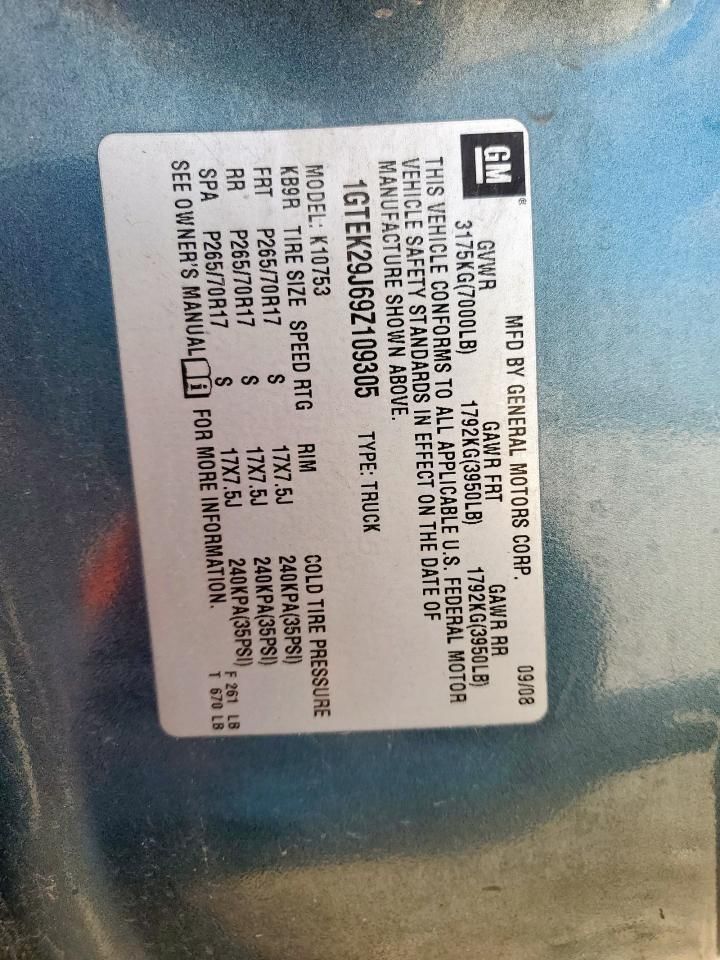 GM ®
MFD BY GENERAL MOTORS CORP. 09/08
GVWR GAWR FRT GAWR RR
3175KG(7000LB) 1792KG(3950LB) 1792KG(3950LB)
THIS VEHICLE CONFORMS TO ALL APPLICABLE U.S. FEDERAL MOTOR
VEHICLE SAFETY STANDARDS IN EFFECT ON THE DATE OF
MANUFACTURE SHOWN ABOVE.
1GTEK29J69Z109305 TYPE: TRUCK
MODEL: K10753
KB9R TIRE SIZE SPEED RTG RIM COLD TIRE PRESSURE
FRT P265/70R17 S 17X7.5J 240KPA(35PSI)
RR P265/70R17 S 17X7.5J 240KPA(35PSI)
SPA P265/70R17 S 17X7.5J 240KPA(35PSI) F 261 LB
SEE OWNER'S MANUAL i FOR MORE INFORMATION. T 670 LB